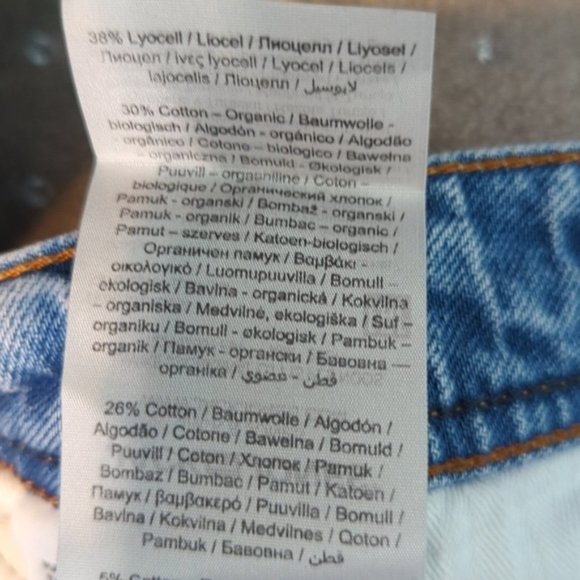 38% Lyocell / Liocel / Лиоцелл / Liyosel /
Лиоцел / ίνες lyocell / Lyocel / Liocels /
lajocelis / Ліоцелл / لايوسيل
30% Cotton – Organic / Baumwolle -
biologisch / Algodón - orgánico / Algodão
- orgânico / Cotone – biologico / Bawełna
– organiczna / Bomuld - Økologisk /
Puuvill – orgaaniline / Coton –
biologique / Органический хлопок /
Pamuk - organski / Bombaž - organski /
Pamuk - organik / Bumbac – organic /
Pamut – szerves / Katoen-biologisch /
Органичен памук / Βαμβάκι -
οικολογικό / Luomupuuvilla / Bomull –
ekologisk / Bavlna - organická / Kokvilna
– organiska / Medvilnė, ekologiška / Suf –
organiku / Bomull - økologisk / Pambuk –
organik / Памук - органски / Бавовна —
органіка / قطن - عضوي
26% Cotton / Baumwolle / Algodón /
Algodão / Cotone / Bawełna / Bomuld /
Puuvill / Coton / Хлопок / Pamuk /
Bombaž / Bumbac / Pamut / Katoen /
Памук / βαμβακερό / Puuvilla / Bomull /
Bavlna / Kokvilna / Medvilnės / Qoton /
Pambuk / Бавовна / قطن